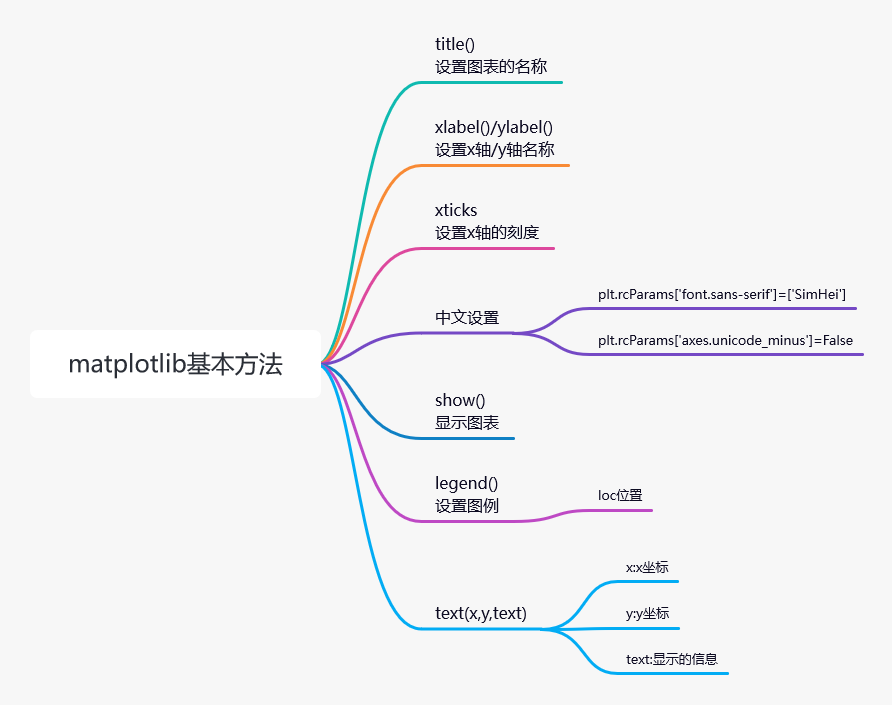 title()
设置图表的名称
xlabel()/ylabel()
设置x轴/y轴名称
xticks
设置x轴的刻度
中文设置
plt.rcParams['font.sans-serif']=['SimHei']
plt.rcParams['axes.unicode_minus']=False
matplotlib基本方法
show()
显示图表
legend()
设置图例
loc位置
text(x,y,text)
x:x坐标
y:y坐标
text:显示的信息